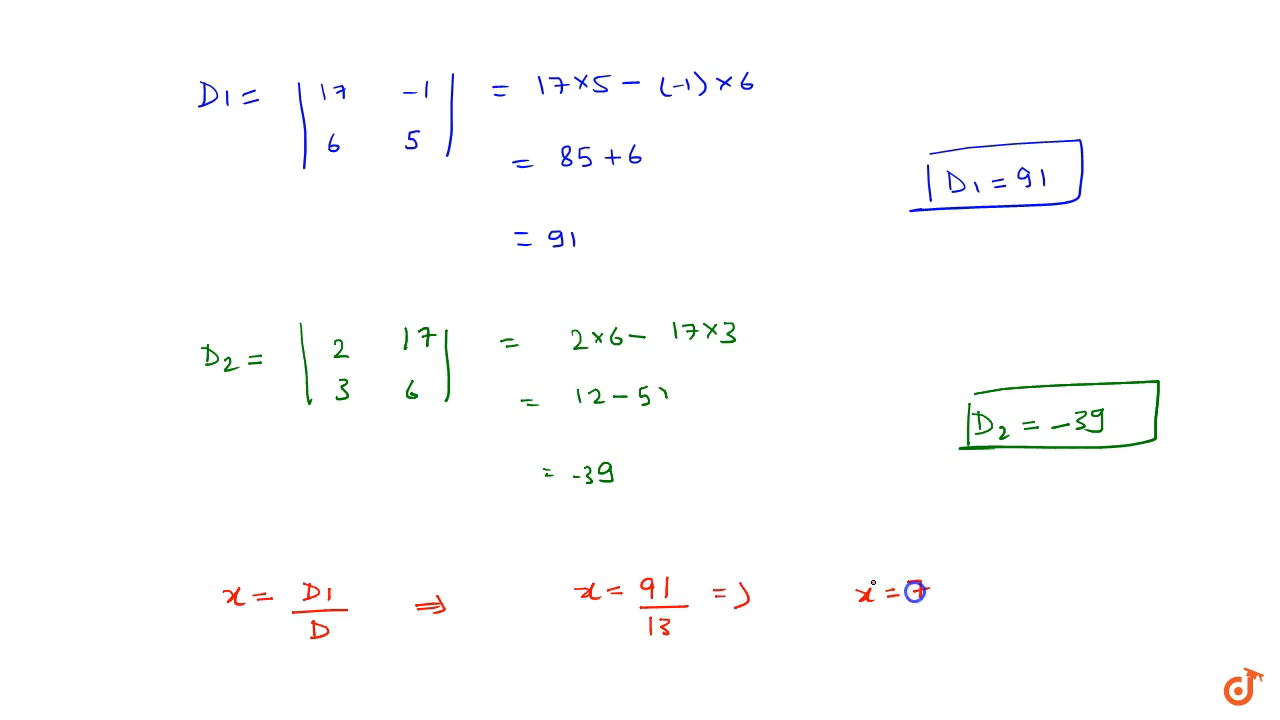 D1 = | 17 -1 | = 17×5 - (-1)×6
| 6 5 |
= 85+6
D1 = 91
= 91
D2 = | 2 17 | = 2×6 - 17×3
| 3 6 |
= 12-51
D2 = -39
= -39
x = D1/D ⇒ x = 91/13 => x = 7